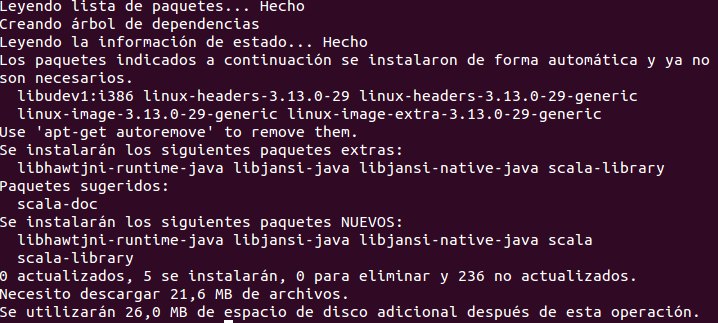 Leyendo lista de paquetes... Hecho
Creando árbol de dependencias
Leyendo la información de estado... Hecho
Los paquetes indicados a continuación se instalaron de forma automática y ya no
son necesarios.
libudev1:i386 linux-headers-3.13.0-29 linux-headers-3.13.0-29-generic
linux-image-3.13.0-29-generic linux-image-extra-3.13.0-29-generic
Use 'apt-get autoremove' to remove them.
Se instalarán los siguientes paquetes extras:
libhawtjni-runtime-java libjansi-java libjansi-native-java scala-library
Paquetes sugeridos:
scala-doc
Se instalarán los siguientes paquetes NUEVOS:
libhawtjni-runtime-java libjansi-java libjansi-native-java scala
scala-library
0 actualizados, 5 se instalarán, 0 para eliminar y 236 no actualizados.
Necesito descargar 21,6 MB de archivos.
Se utilizarán 26,0 MB de espacio de disco adicional después de esta operación.